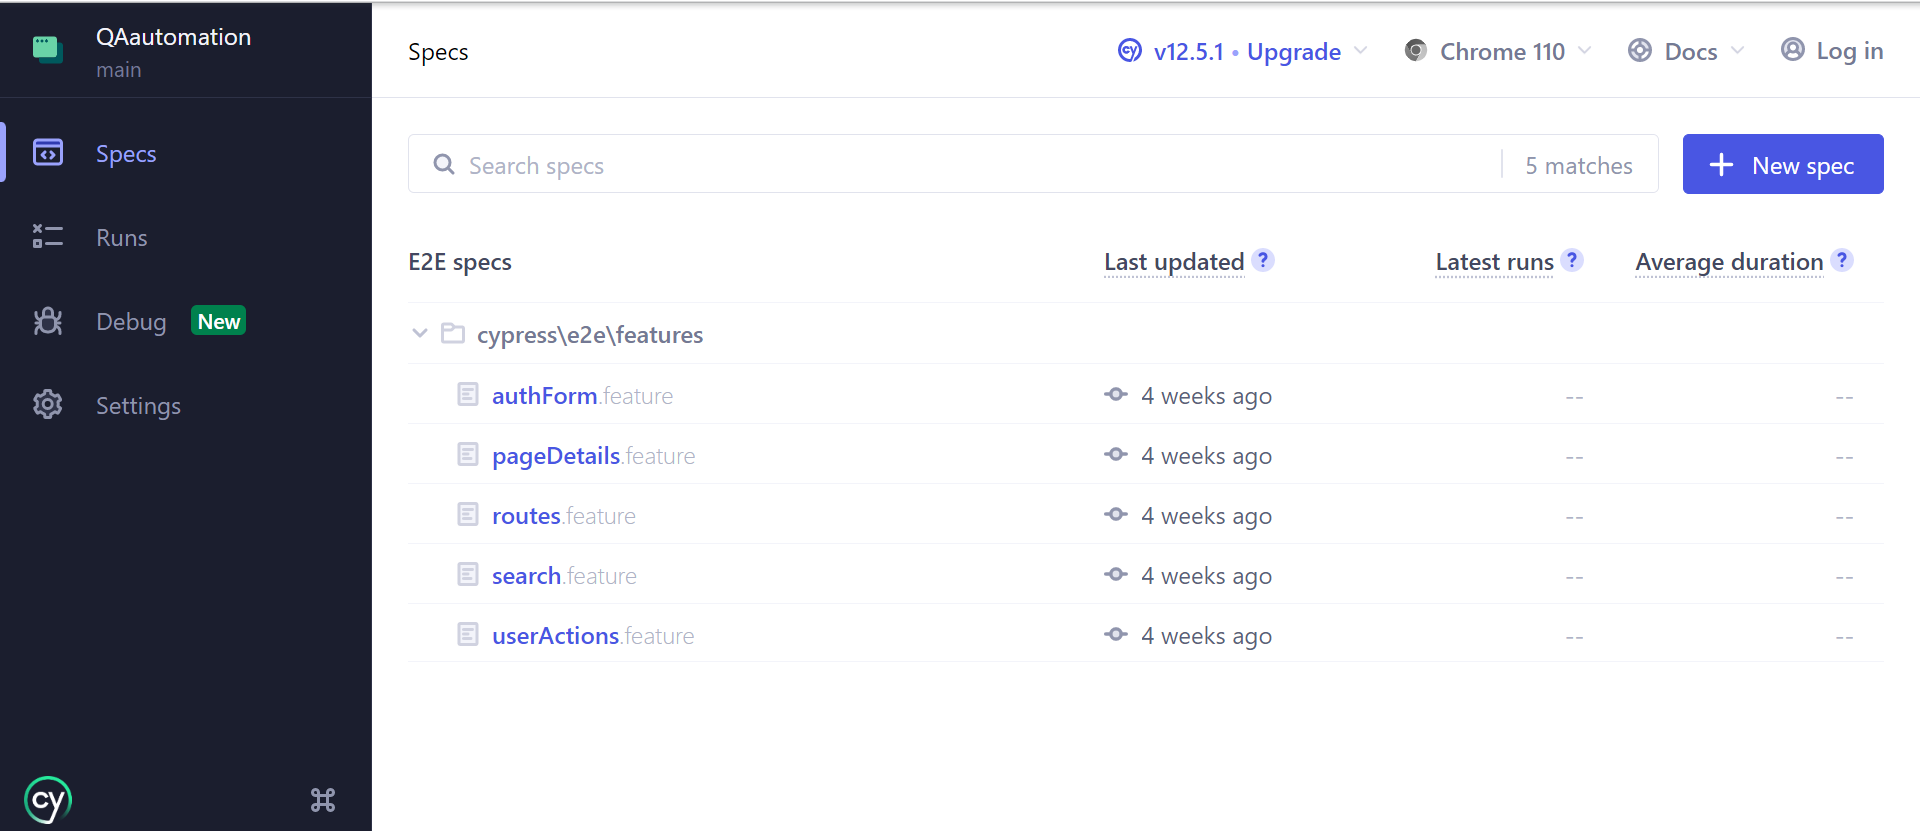 QAautomation
main
Specs
v12.5.1 • Upgrade
Chrome 110
Docs
Log in
Specs
Runs
Debug New
Settings
cy
Search specs
5 matches
New spec
E2E specs
Last updated ?
Latest runs ?
Average duration ?
cypress\e2e\features
authForm.feature 4 weeks ago -- --
pageDetails.feature 4 weeks ago -- --
routes.feature 4 weeks ago -- --
search.feature 4 weeks ago -- --
userActions.feature 4 weeks ago -- --